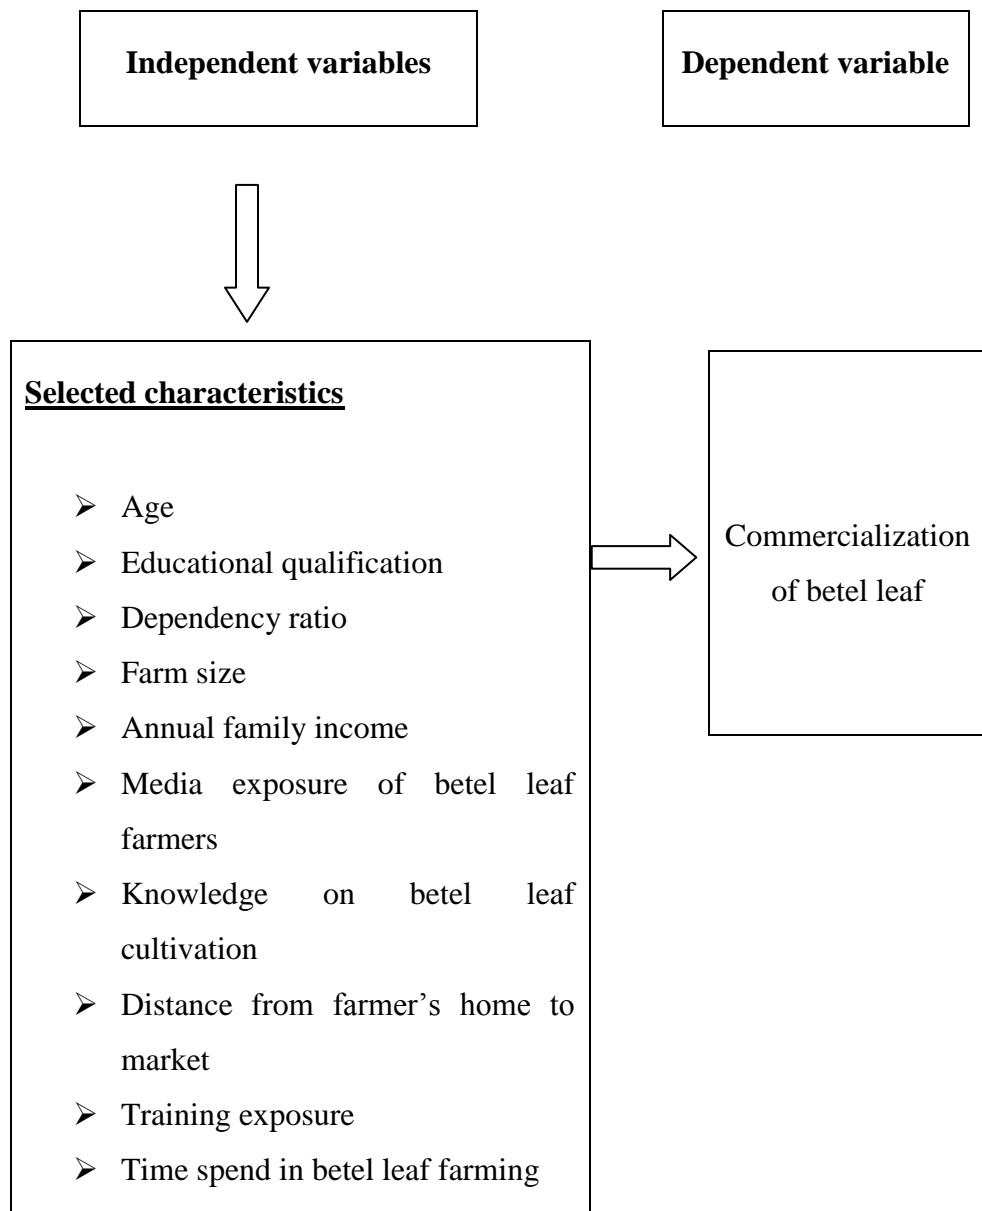 Independent variables
Dependent variable
Selected characteristics
➢ Age
➢ Educational qualification
➢ Dependency ratio
➢ Farm size
➢ Annual family income
➢ Media exposure of betel leaf
farmers
➢ Knowledge on betel leaf
cultivation
➢ Distance from farmer’s home to
market
➢ Training exposure
➢ Time spend in betel leaf farming
Commercialization
of betel leaf